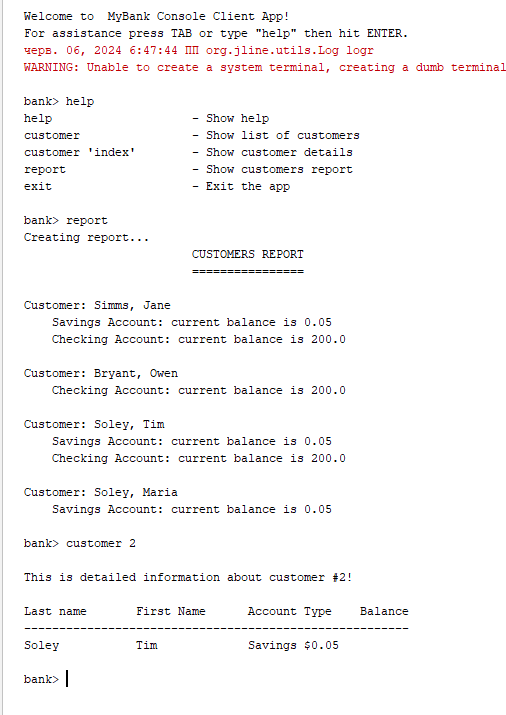 Welcome to  MyBank Console Client App!
For assistance press TAB or type "help" then hit ENTER.
черв. 06, 2024 6:47:44 ПП org.jline.utils.Log logr
WARNING: Unable to create a system terminal, creating a dumb terminal
bank> help
help                    - Show help
customer                - Show list of customers
customer 'index'        - Show customer details
report                  - Show customers report
exit                    - Exit the app
bank> report
Creating report...
                        CUSTOMERS REPORT
                        ================
Customer: Simms, Jane
    Savings Account: current balance is 0.05
    Checking Account: current balance is 200.0
Customer: Bryant, Owen
    Checking Account: current balance is 200.0
Customer: Soley, Tim
    Savings Account: current balance is 0.05
    Checking Account: current balance is 200.0
Customer: Soley, Maria
    Savings Account: current balance is 0.05
bank> customer 2
This is detailed information about customer #2!
Last name       First Name      Account Type    Balance
-------------------------------------------------------
Soley           Tim             Savings $0.05
bank>